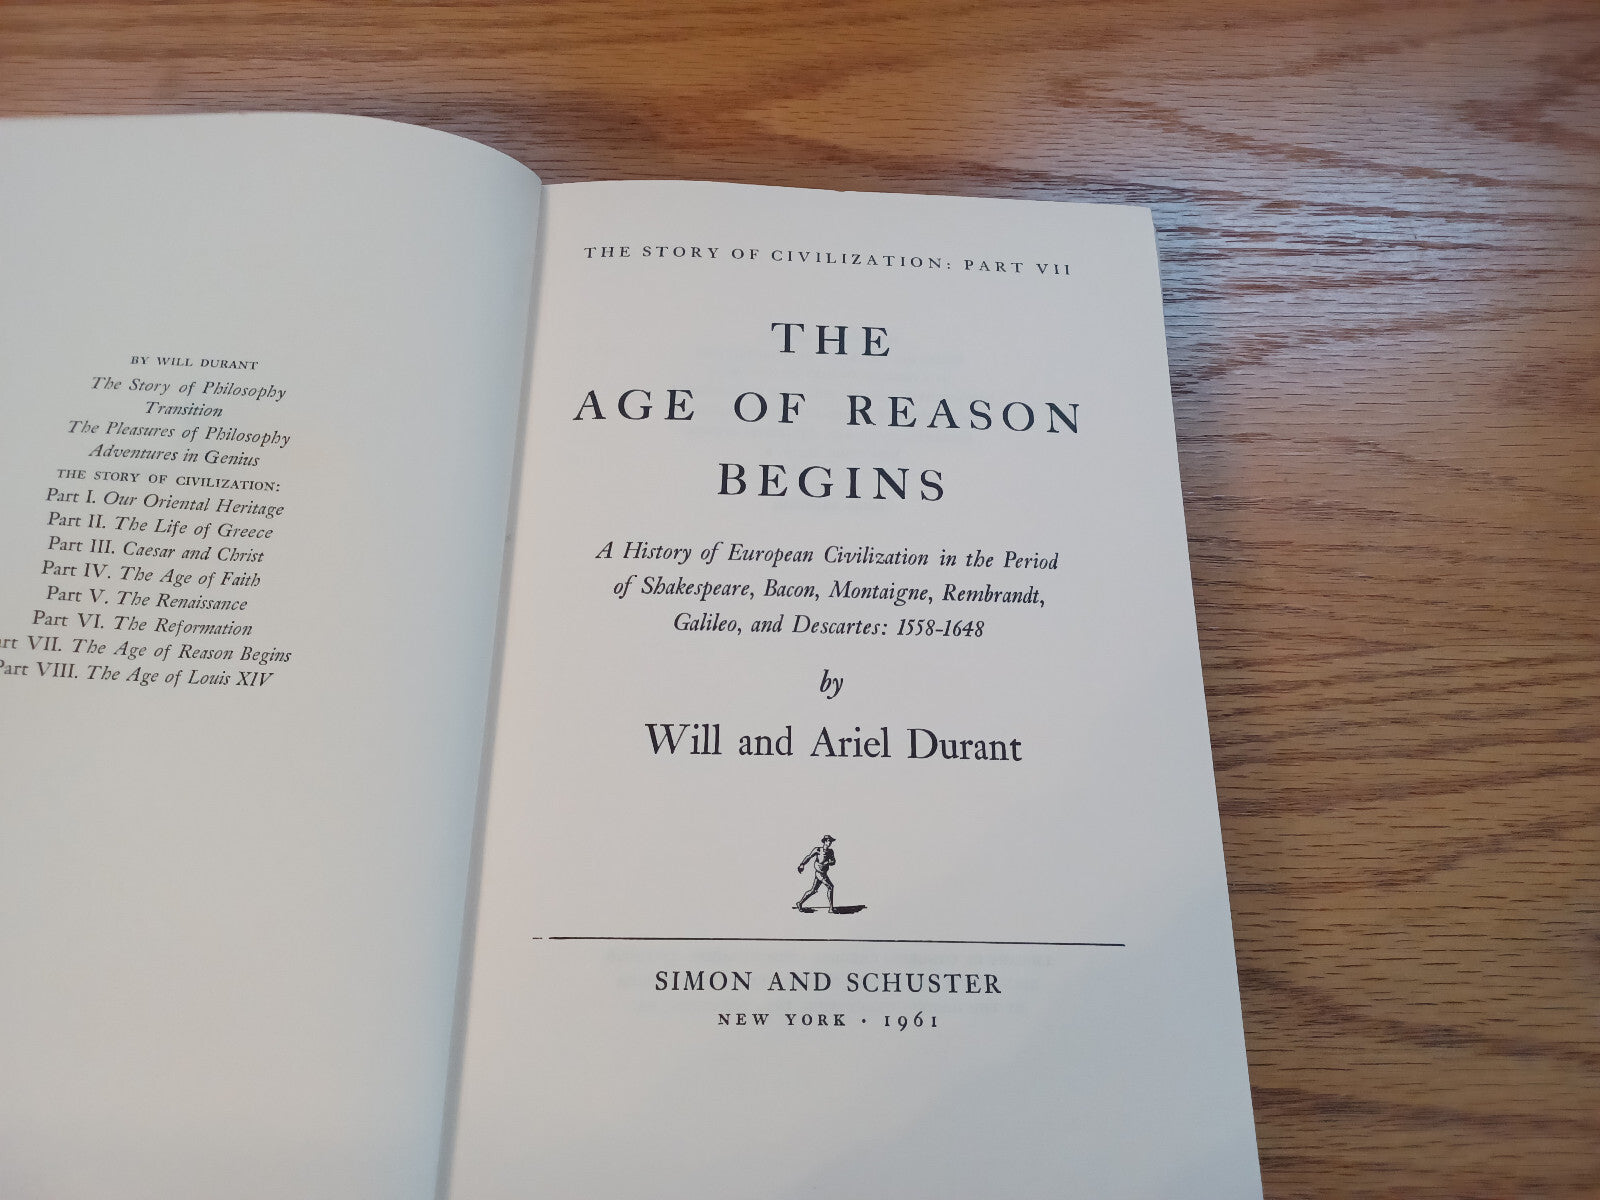 BY WILL DURANT
The Story of Philosophy
Transition
The Pleasures of Philosophy
Adventures in Genius
THE STORY OF CIVILIZATION:
Part I. Our Oriental Heritage
Part II. The Life of Greece
Part III. Caesar and Christ
Part IV. The Age of Faith
Part V. The Renaissance
Part VI. The Reformation
art VII. The Age of Reason Begins
Part VIII. The Age of Louis XIV
THE STORY OF CIVILIZATION: PART VII
THE
AGE OF REASON
BEGINS
A History of European Civilization in the Period
of Shakespeare, Bacon, Montaigne, Rembrandt,
Galileo, and Descartes: 1558-1648
by
Will and Ariel Durant
SIMON AND SCHUSTER
NEW YORK · 1961